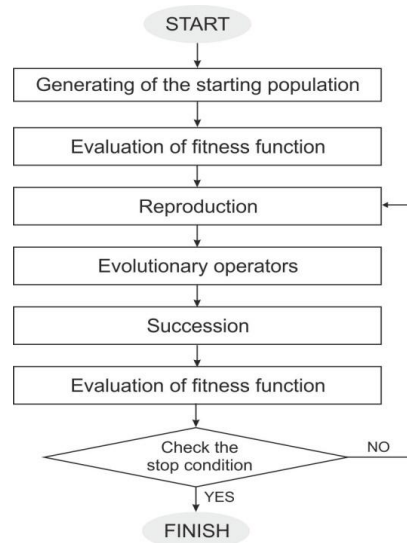 START
Generating of the starting population
Evaluation of fitness function
Reproduction
Evolutionary operators
Succession
Evaluation of fitness function
Check the
stop condition
NO
YES
FINISH